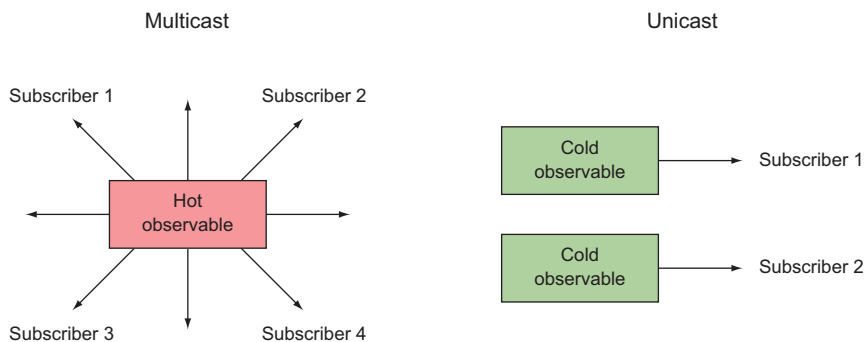 Multicast
Subscriber 1
Subscriber 2
Hot
observable
Subscriber 3
Subscriber 4
Unicast
Cold
observable
Subscriber 1
Cold
observable
Subscriber 2